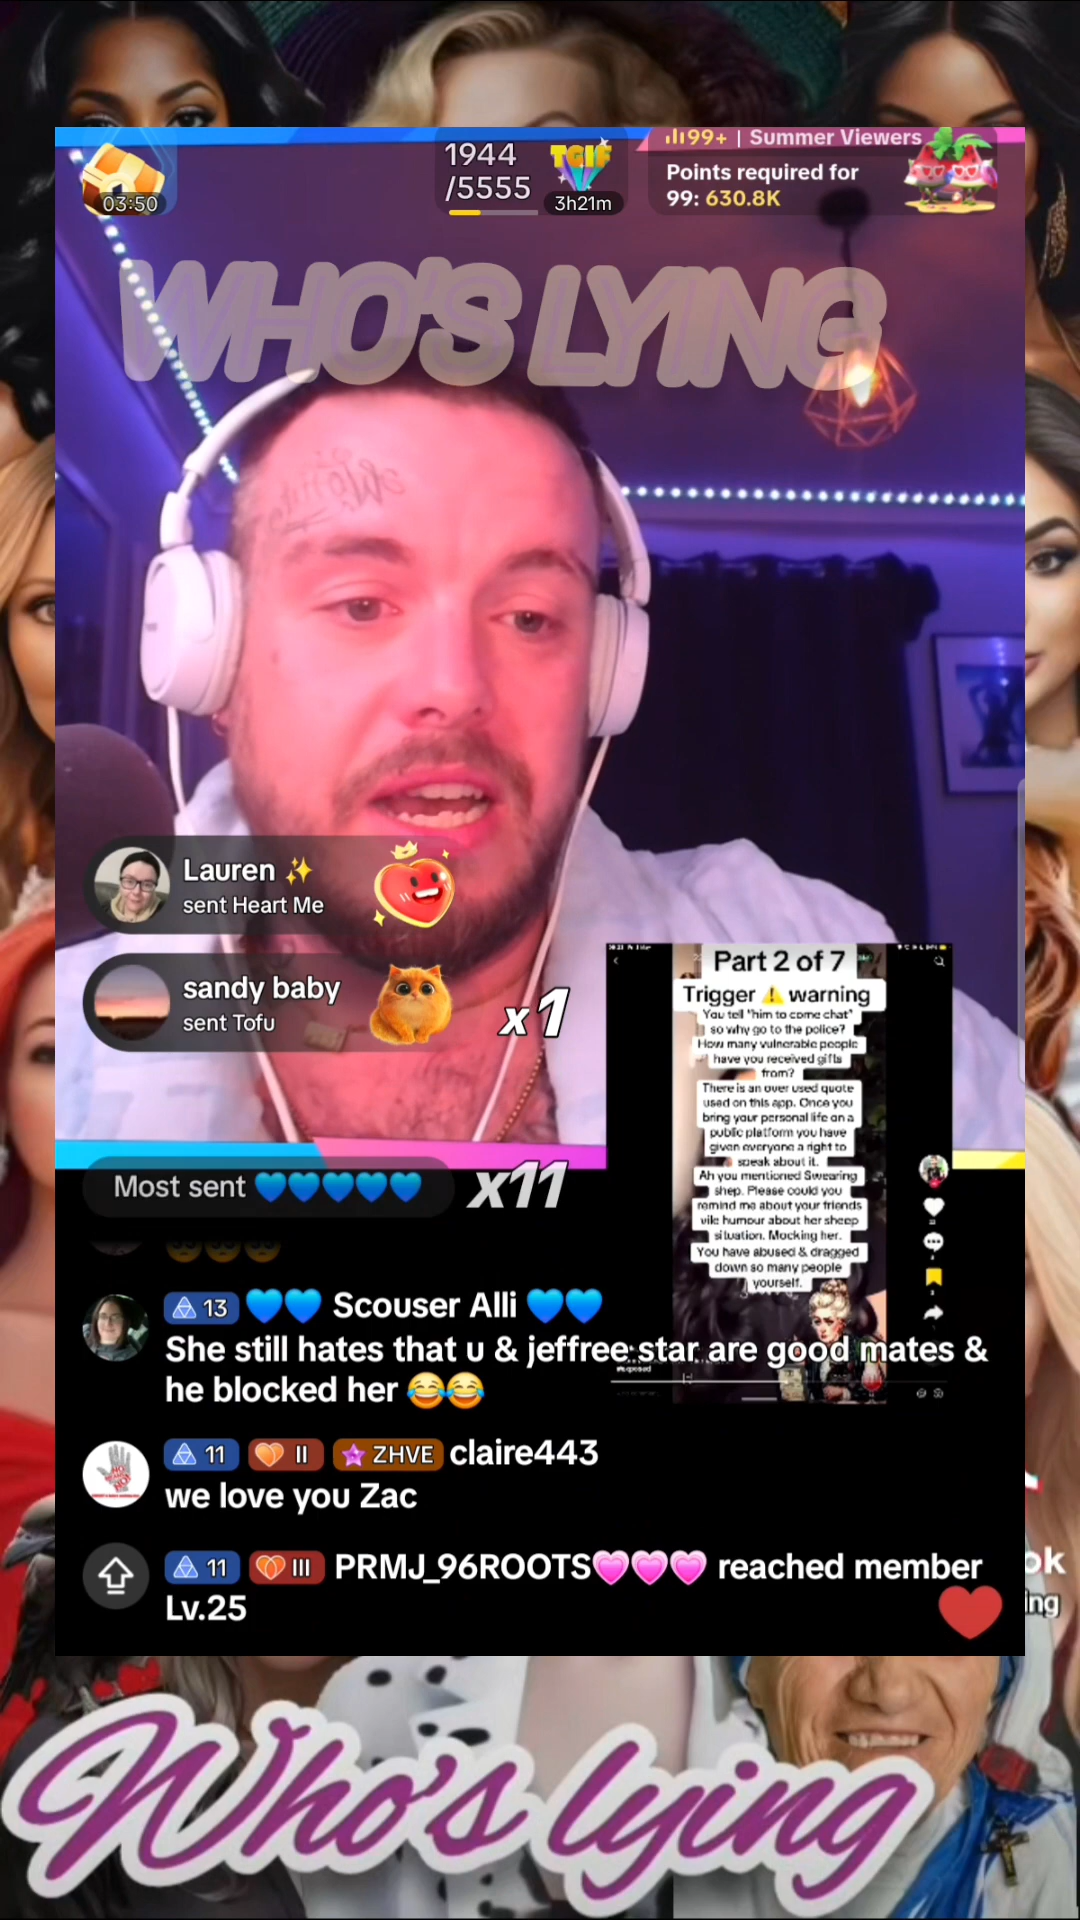 1944
/5555
TGIF
99+ | Summer Viewers
Points required for
99: 630.8K
03:50
3h21m
WHO'S LYING
Lauren ✨
sent Heart Me
sandy baby
sent Tofu
x1
Most sent 💙💙💙💙💙
x11
Part 2 of 7
Trigger ⚠️ warning
You tell "him to come chat"
so why go to the police?
How many vulnerable people
have you received gifts
from?
There is an over used quote
used on this app. Once you
bring your personal life on a
public platform you have
given everyone a right to
speak about it.
Ah you mentioned Swearing
shep. Please could you
remind me about your friends
vile humour about her sheep
situation. Mocking her.
You have abused & dragged
down so many people
yourself.
13 💙💙 Scouser Alli 💙💙
She still hates that u & jeffree star are good mates &
he blocked her 😂😂
11 II ZHVE claire443
we love you Zac
11 III PRMJ_96ROOTS💗💗💗 reached member
Lv.25
ok
ing
Who's lying